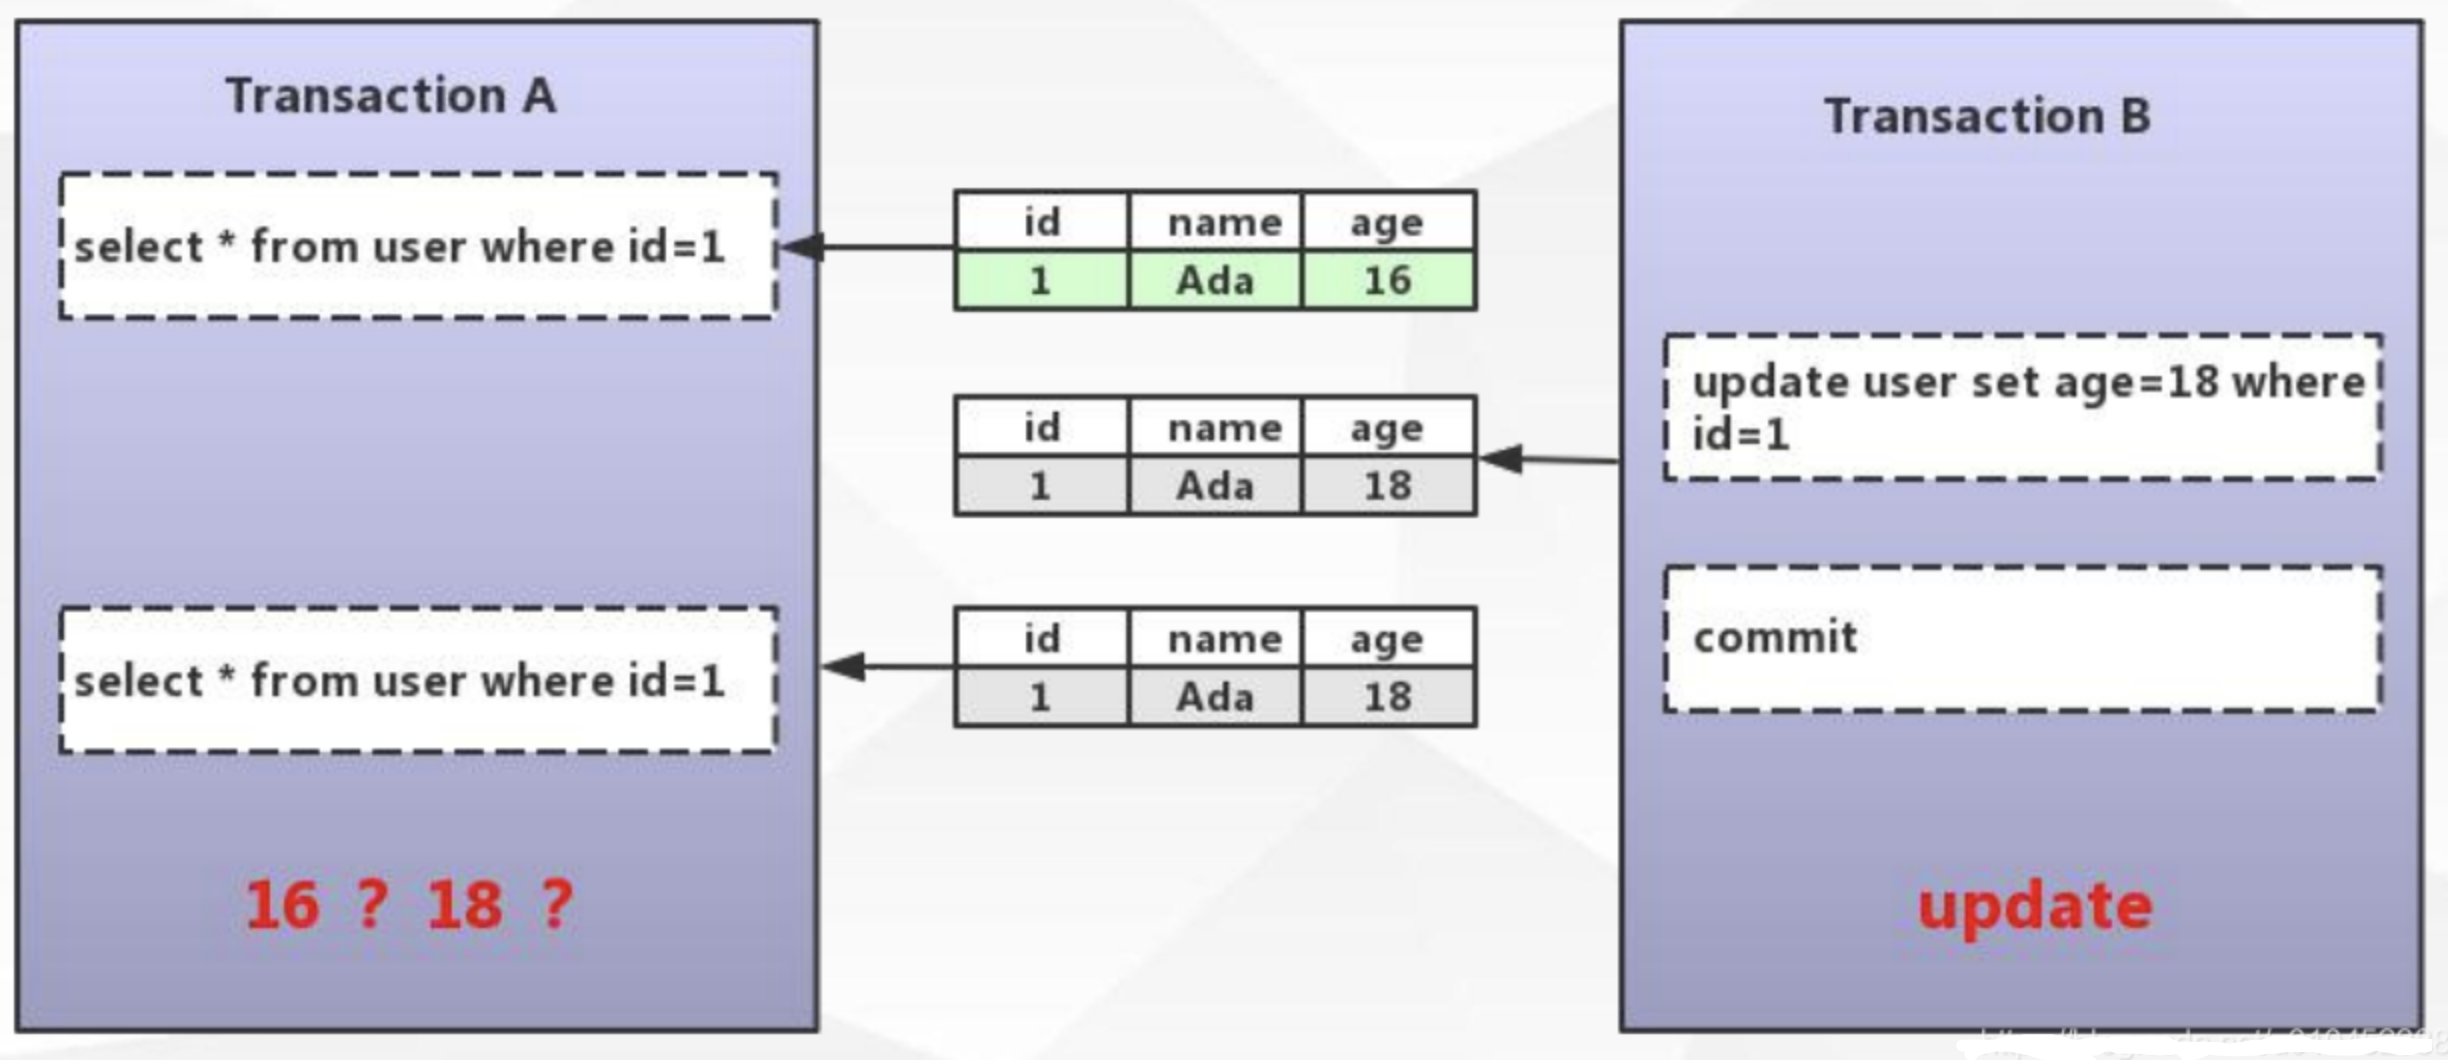 Transaction A
select * from user where id=1
id name age
1 Ada 16
Transaction B
update user set age=18 where
id=1
id name age
1 Ada 18
commit
select * from user where id=1
id name age
1 Ada 18
16 ? 18 ?
update